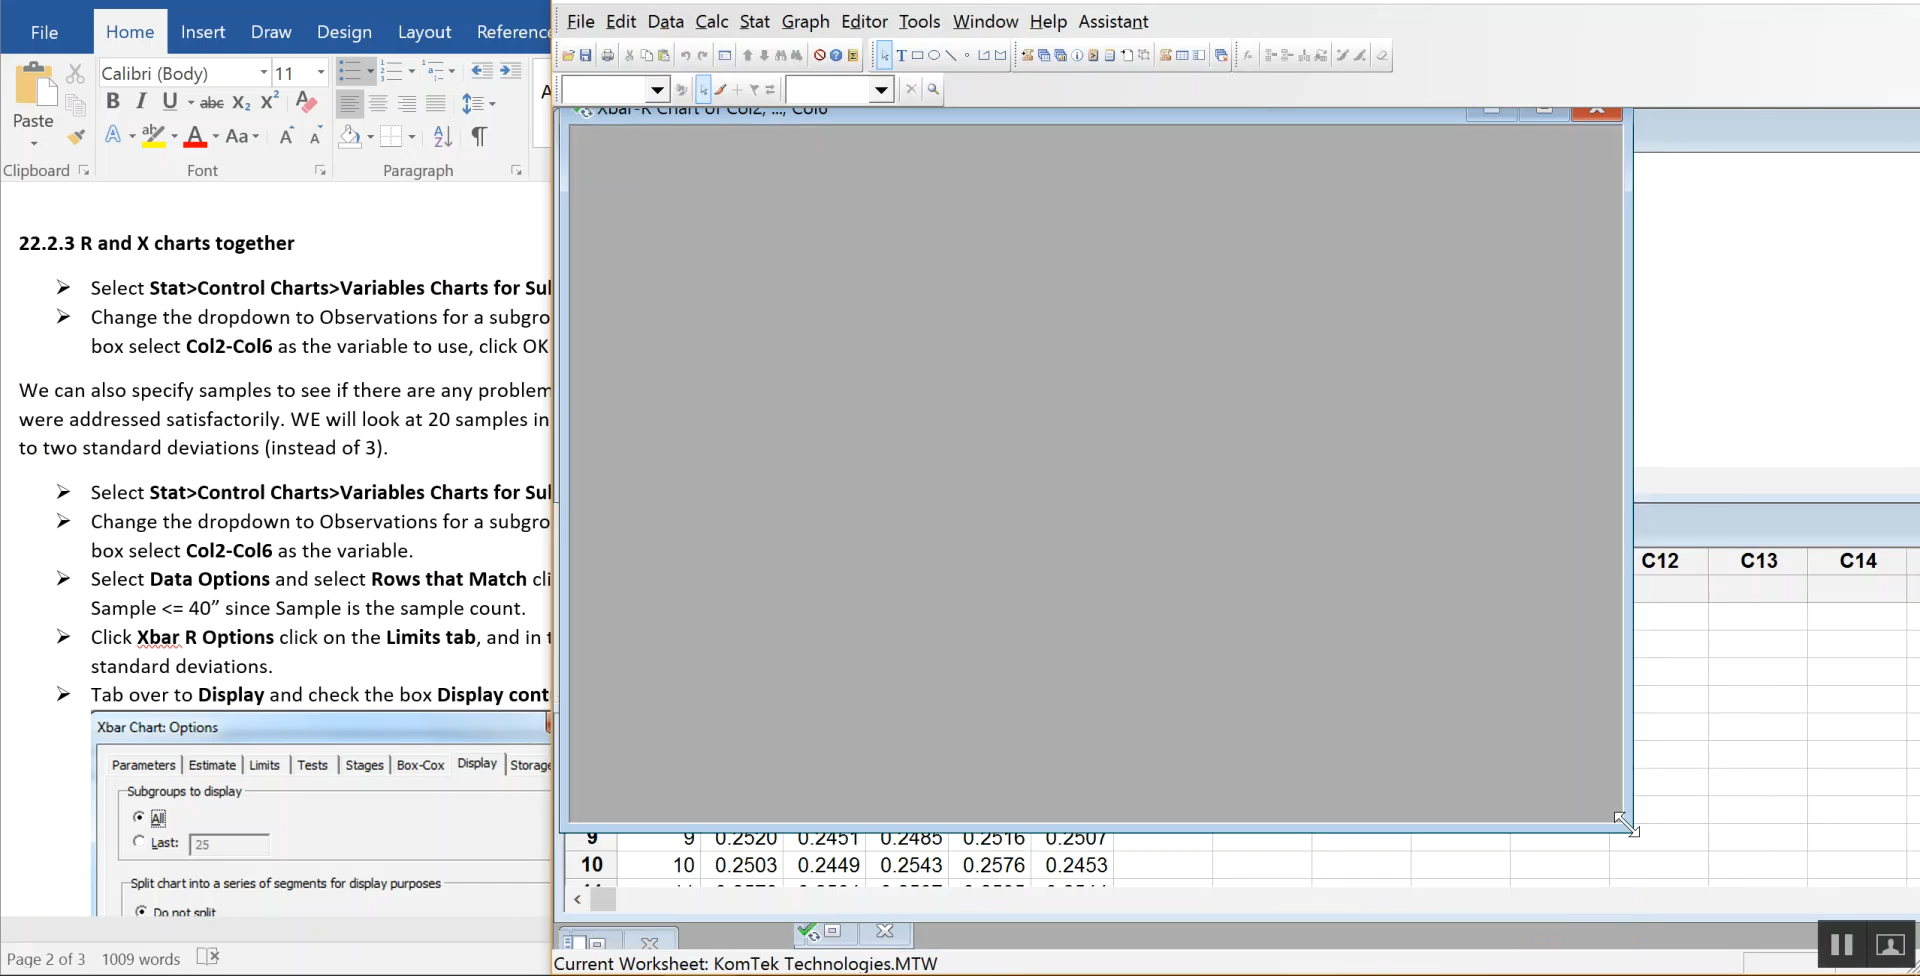 File Home Insert Draw Design Layout
File Edit Data Calc Stat Graph Editor Tools Window Help Assistant
Calibri (Body) 11
Paste
Clipboard Font Paragraph
Xbar-R Chart of Col2, ..., Col6
22.2.3 R and X charts together
Select Stat>Control Charts>Variables Charts for
Change the dropdown to Observations for a
box select Col2-Col6 as the variable to use, click OK
We can also specify samples to see if there are any
were addressed satisfactorily. WE will look at 20 samples in
to two standard deviations (instead of 3).
Select Stat>Control Charts>Variables Charts for
Change the dropdown to Observations for a
box select Col2-Col6 as the variable.
Select Data Options and select Rows that Match
Sample <= 40” since Sample is the sample count.
Click Xbar R Options click on the Limits tab, and in
standard deviations.
Tab over to Display and check the box Display
Xbar Chart: Options
Parameters Estimate Limits Tests Stages Box-Cox Display Storage
Subgroups to display
All
Last: 25
Split chart into a series of segments for display purposes
Do not split
C12 C13 C14
9 9 0.2520 0.2451 0.2485 0.2516 0.2507
10 10 0.2503 0.2449 0.2543 0.2576 0.2453
Page 2 of 3 1009 words
Current Worksheet: KomTek Technologies.MTW